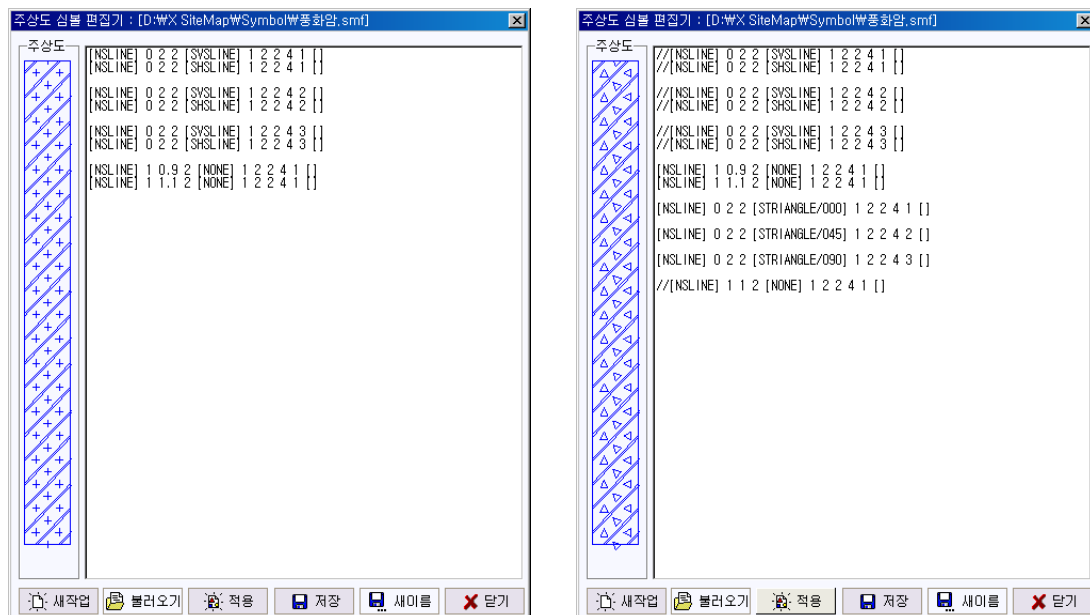 주상도 심볼 편집기 : [D:₩X SiteMap₩Symbol₩풍화암.smf]
주상도
[NSLINE] 0 2 2 [SVSLINE] 1 2 2 4 1 []
[NSLINE] 0 2 2 [SHSLINE] 1 2 2 4 1 []
[NSLINE] 0 2 2 [SVSLINE] 1 2 2 4 2 []
[NSLINE] 0 2 2 [SHSLINE] 1 2 2 4 2 []
[NSLINE] 0 2 2 [SVSLINE] 1 2 2 4 3 []
[NSLINE] 0 2 2 [SHSLINE] 1 2 2 4 3 []
[NSLINE] 1 0.9 2 [NONE] 1 2 2 4 1 []
[NSLINE] 1 1.1 2 [NONE] 1 2 2 4 1 []
새작업 불러오기 적용 저장 새이름 닫기
주상도 심볼 편집기 : [D:₩X SiteMap₩Symbol₩풍화암.smf]
주상도
//[NSLINE] 0 2 2 [SVSLINE] 1 2 2 4 1 []
//[NSLINE] 0 2 2 [SHSLINE] 1 2 2 4 1 []
//[NSLINE] 0 2 2 [SVSLINE] 1 2 2 4 2 []
//[NSLINE] 0 2 2 [SHSLINE] 1 2 2 4 2 []
//[NSLINE] 0 2 2 [SVSLINE] 1 2 2 4 3 []
//[NSLINE] 0 2 2 [SHSLINE] 1 2 2 4 3 []
[NSLINE] 1 0.9 2 [NONE] 1 2 2 4 1 []
[NSLINE] 1 1.1 2 [NONE] 1 2 2 4 1 []
[NSLINE] 0 2 2 [STRIANGLE/000] 1 2 2 4 1 []
[NSLINE] 0 2 2 [STRIANGLE/045] 1 2 2 4 2 []
[NSLINE] 0 2 2 [STRIANGLE/090] 1 2 2 4 3 []
//[NSLINE] 1 1 2 [NONE] 1 2 2 4 1 []
새작업 불러오기 적용 저장 새이름 닫기